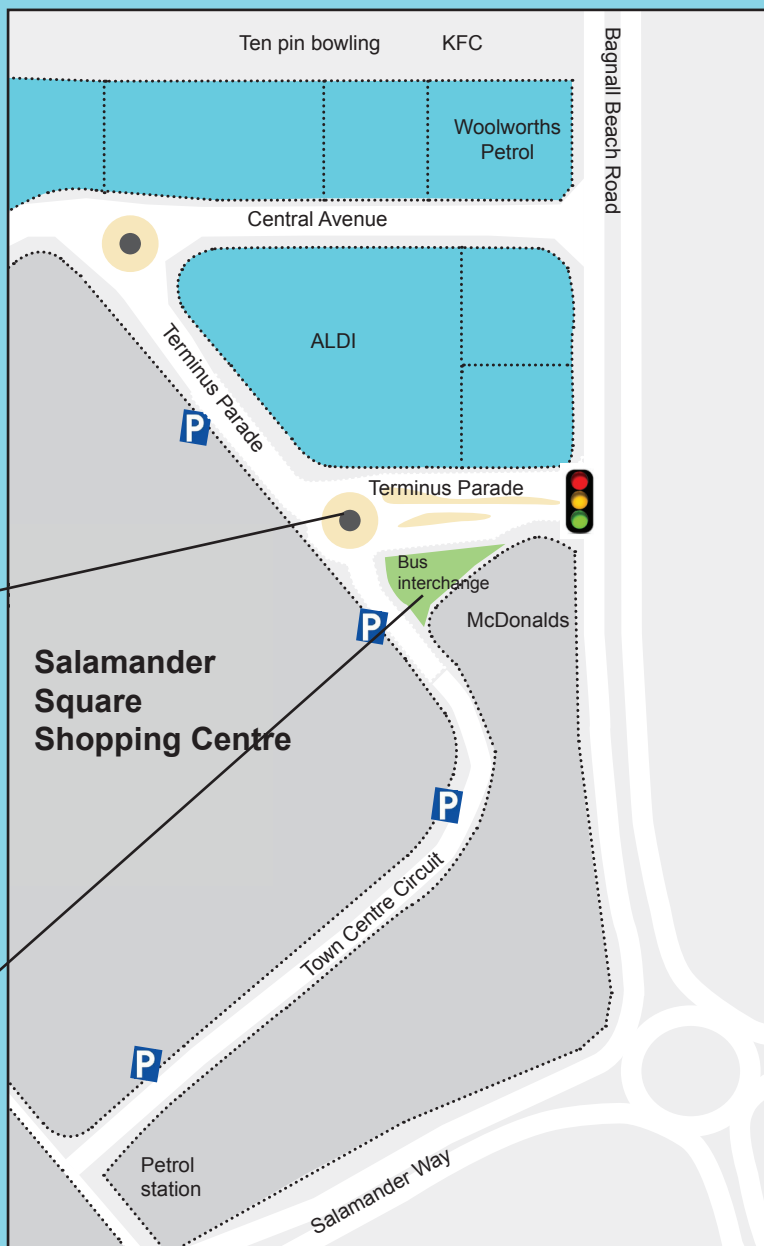 Ten pin bowling
KFC
Bagnall Beach Road
Woolworths
Petrol
Central Avenue
ALDI
Terminus Parade
P
Terminus Parade
Bus
interchange
P
McDonalds
Salamander
Square
Shopping Centre
P
Town Centre Circuit
P
Petrol
station
Salamander Way